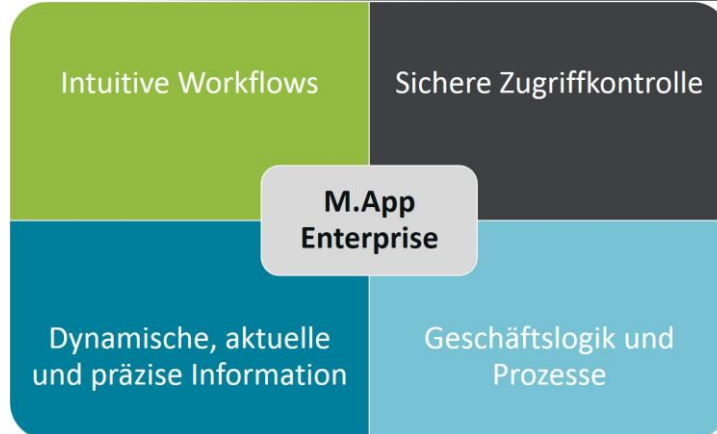 Intuitive Workflows
Sichere Zugriffkontrolle
M.App
Enterprise
Dynamische, aktuelle
und präzise Information
Geschäftslogik und
Prozesse